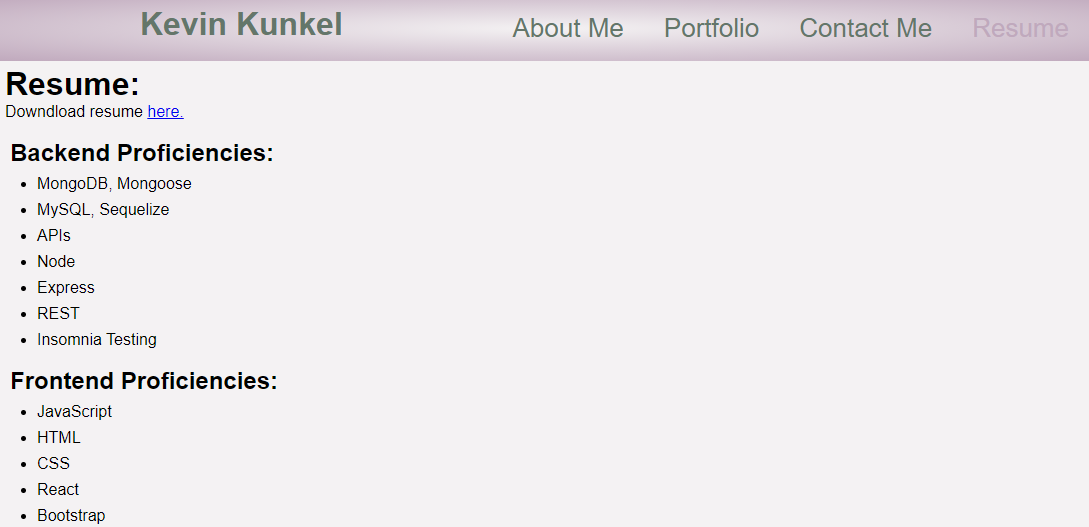 Kevin Kunkel About Me Portfolio Contact Me Resume
Resume:
Downdload resume here.
Backend Proficiencies:
MongoDB, Mongoose
MySQL, Sequelize
APIs
Node
Express
REST
Insomnia Testing
Frontend Proficiencies:
JavaScript
HTML
CSS
React
Bootstrap